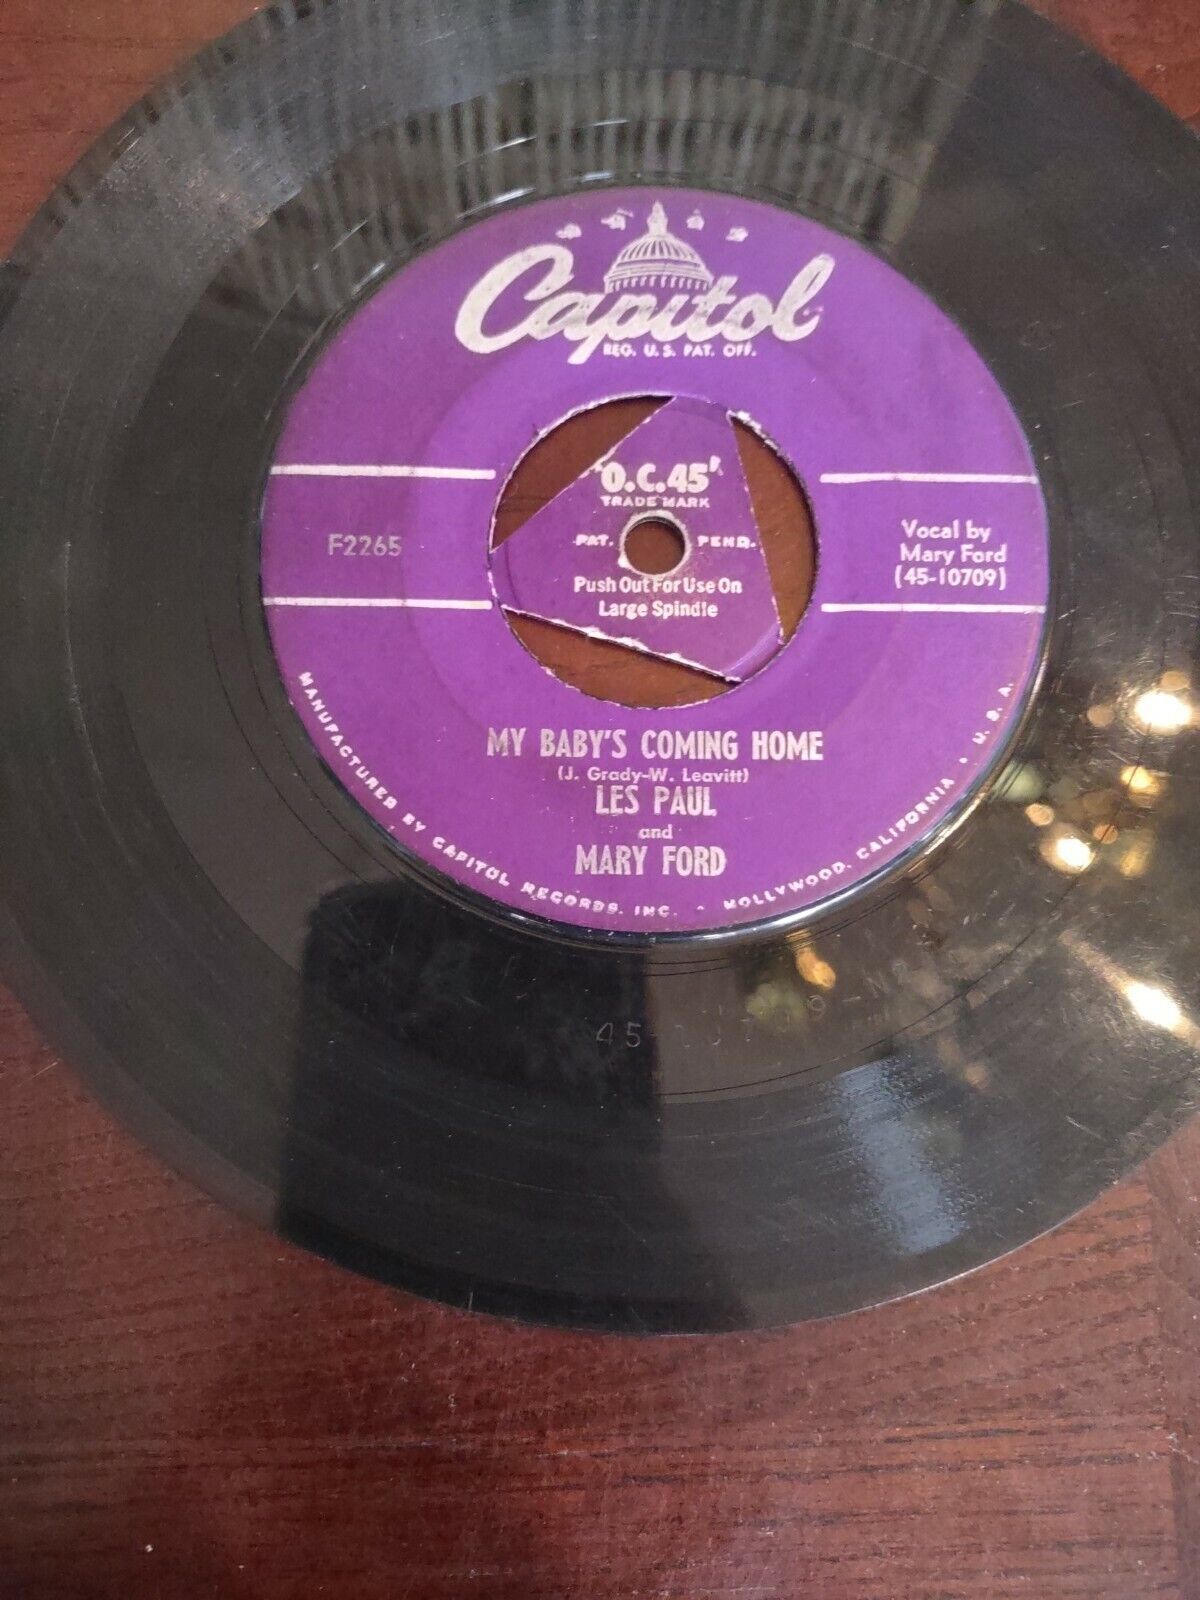 Capitol
REG. U.S. PAT. OFF.
'O.C.45'
TRADE MARK
PAT. PEND.
Push Out For Use On
Large Spindle
F2265
Vocal by
Mary Ford
(45-10709)
MY BABY'S COMING HOME
(J. Grady-W. Leavitt)
LES PAUL
and
MARY FORD
MANUFACTURED BY CAPITOL RECORDS, INC. • HOLLYWOOD, CALIFORNIA • U.S.A.
45